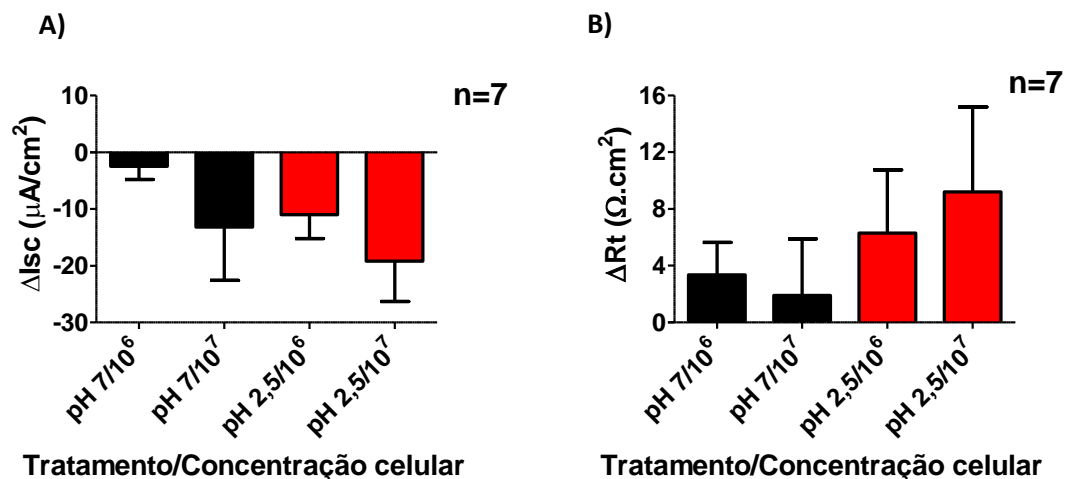 A)
n=7
ΔIsc (µA/cm²)
10
0
-10
-20
-30
pH 7/10⁶
pH 7/10⁷
pH 2,5/10⁶
pH 2,5/10⁷
Tratamento/Concentração celular
B)
n=7
ΔRt (Ω.cm²)
16
12
8
4
0
pH 7/10⁶
pH 7/10⁷
pH 2,5/10⁶
pH 2,5/10⁷
Tratamento/Concentração celular